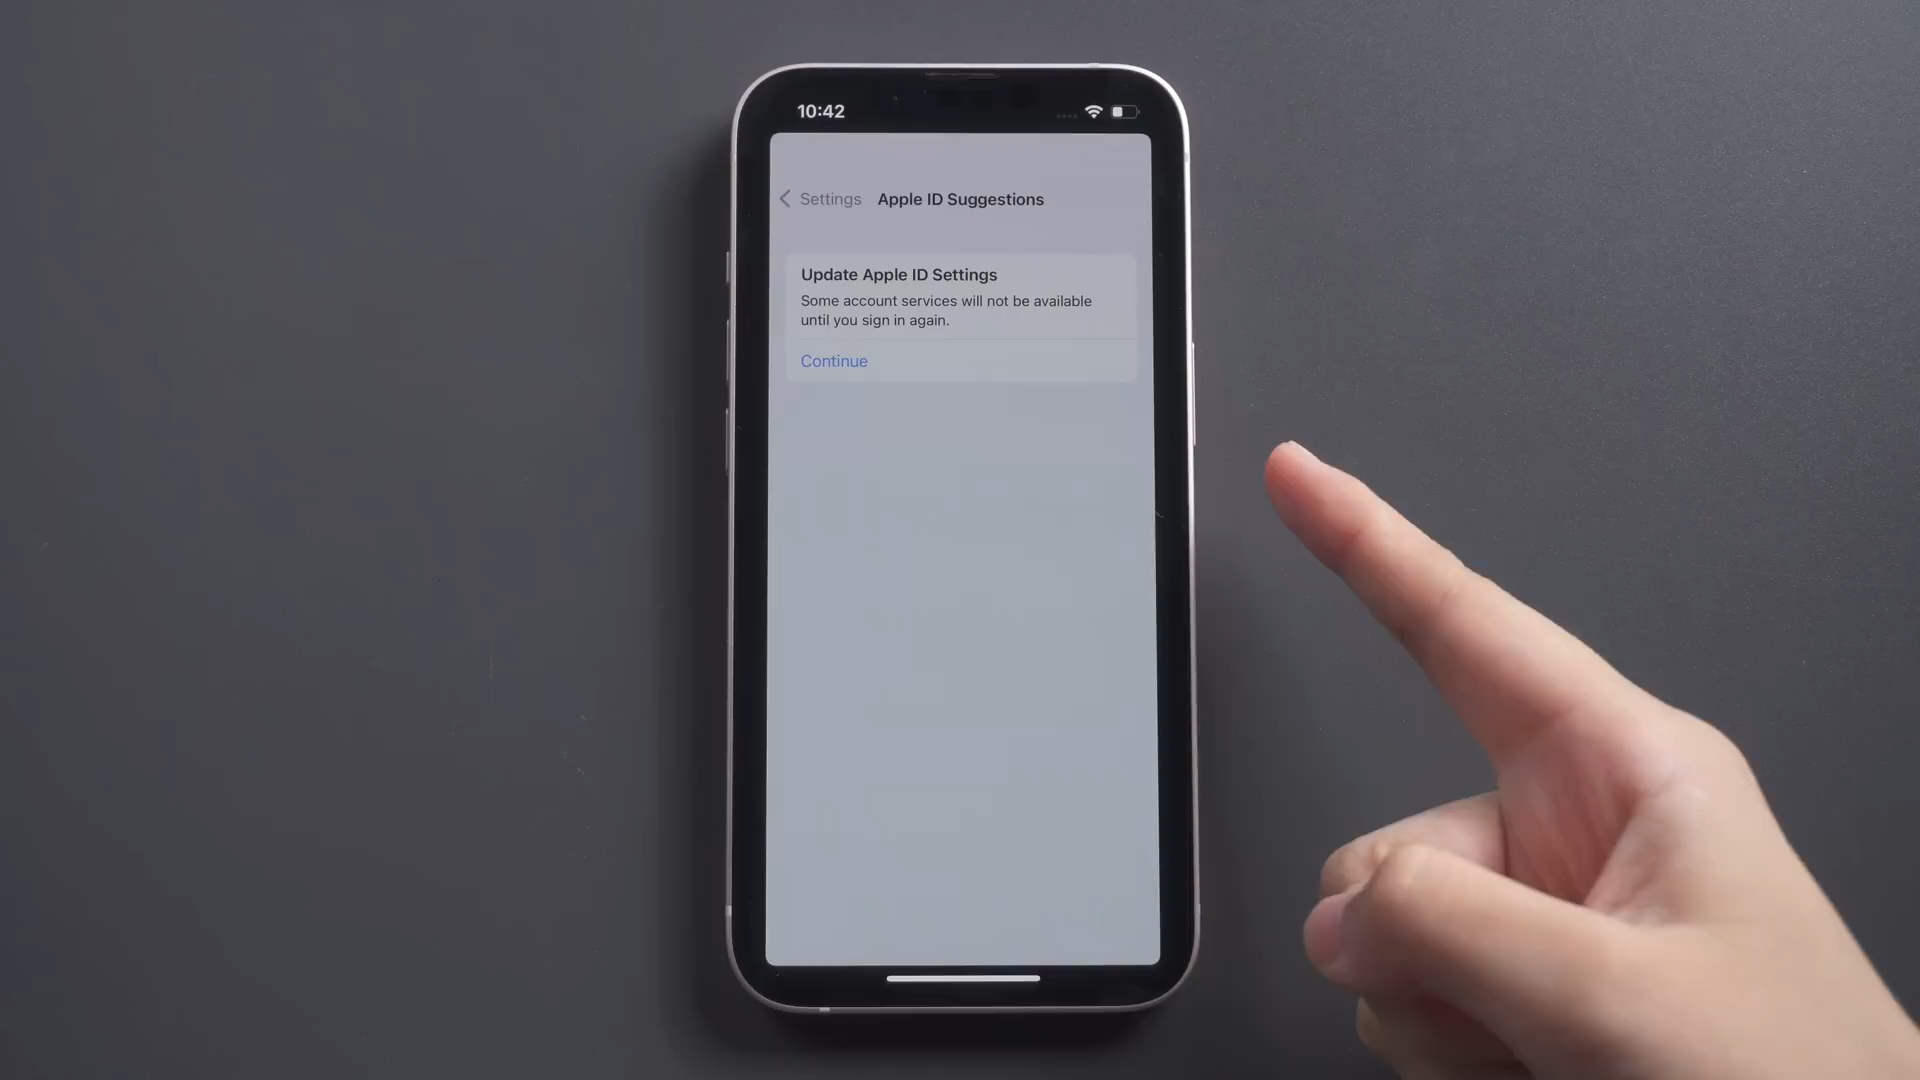 10:42
Settings Apple ID Suggestions
Update Apple ID Settings
Some account services will not be available
until you sign in again.
Continue